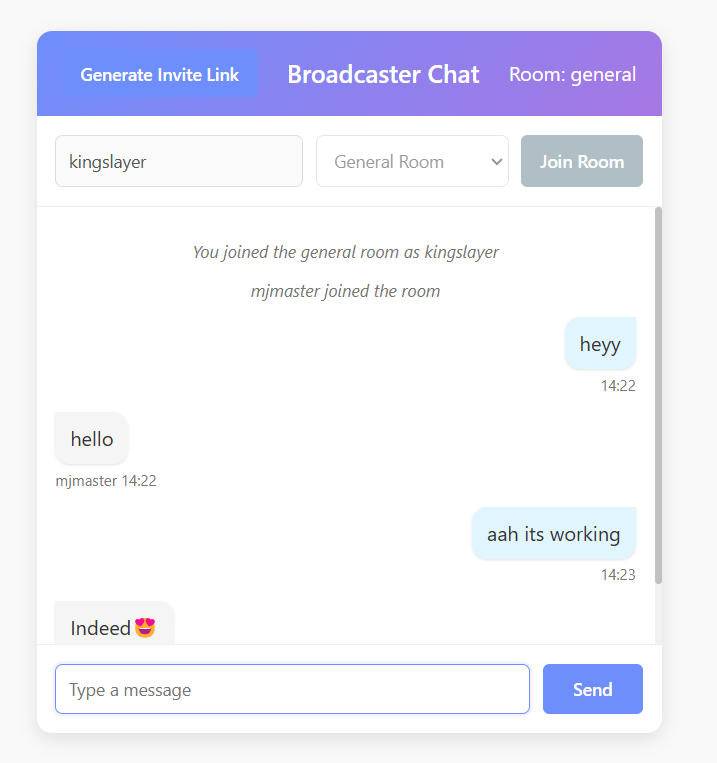 Generate Invite Link
Broadcaster Chat
Room: general
kingslayer
General Room
Join Room
You joined the general room as kingslayer
mjmaster joined the room
heyy
14:22
hello
mjmaster 14:22
aah its working
14:23
Indeed😍
Type a message
Send